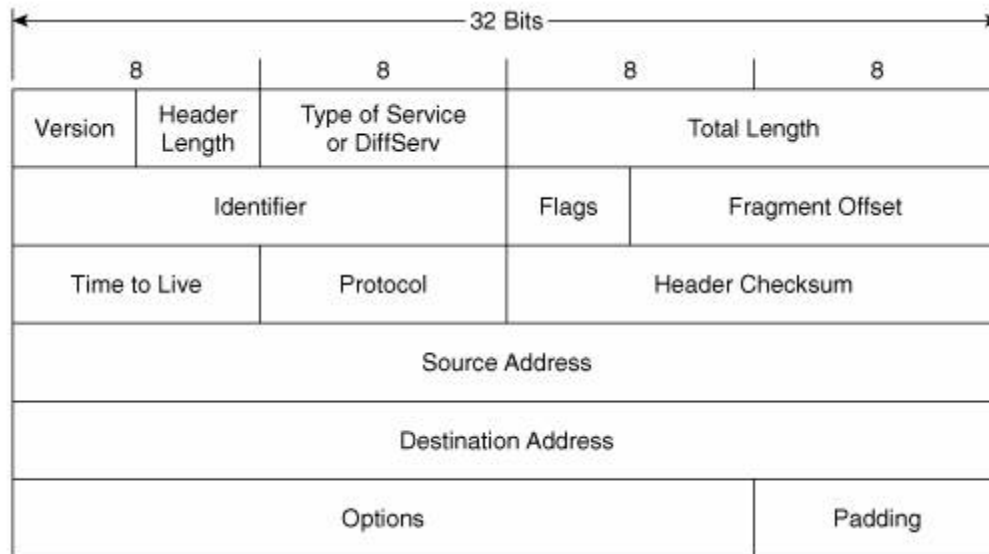 32 Bits
8 8 8 8
Version Header Length Type of Service or DiffServ Total Length
Identifier Flags Fragment Offset
Time to Live Protocol Header Checksum
Source Address
Destination Address
Options Padding